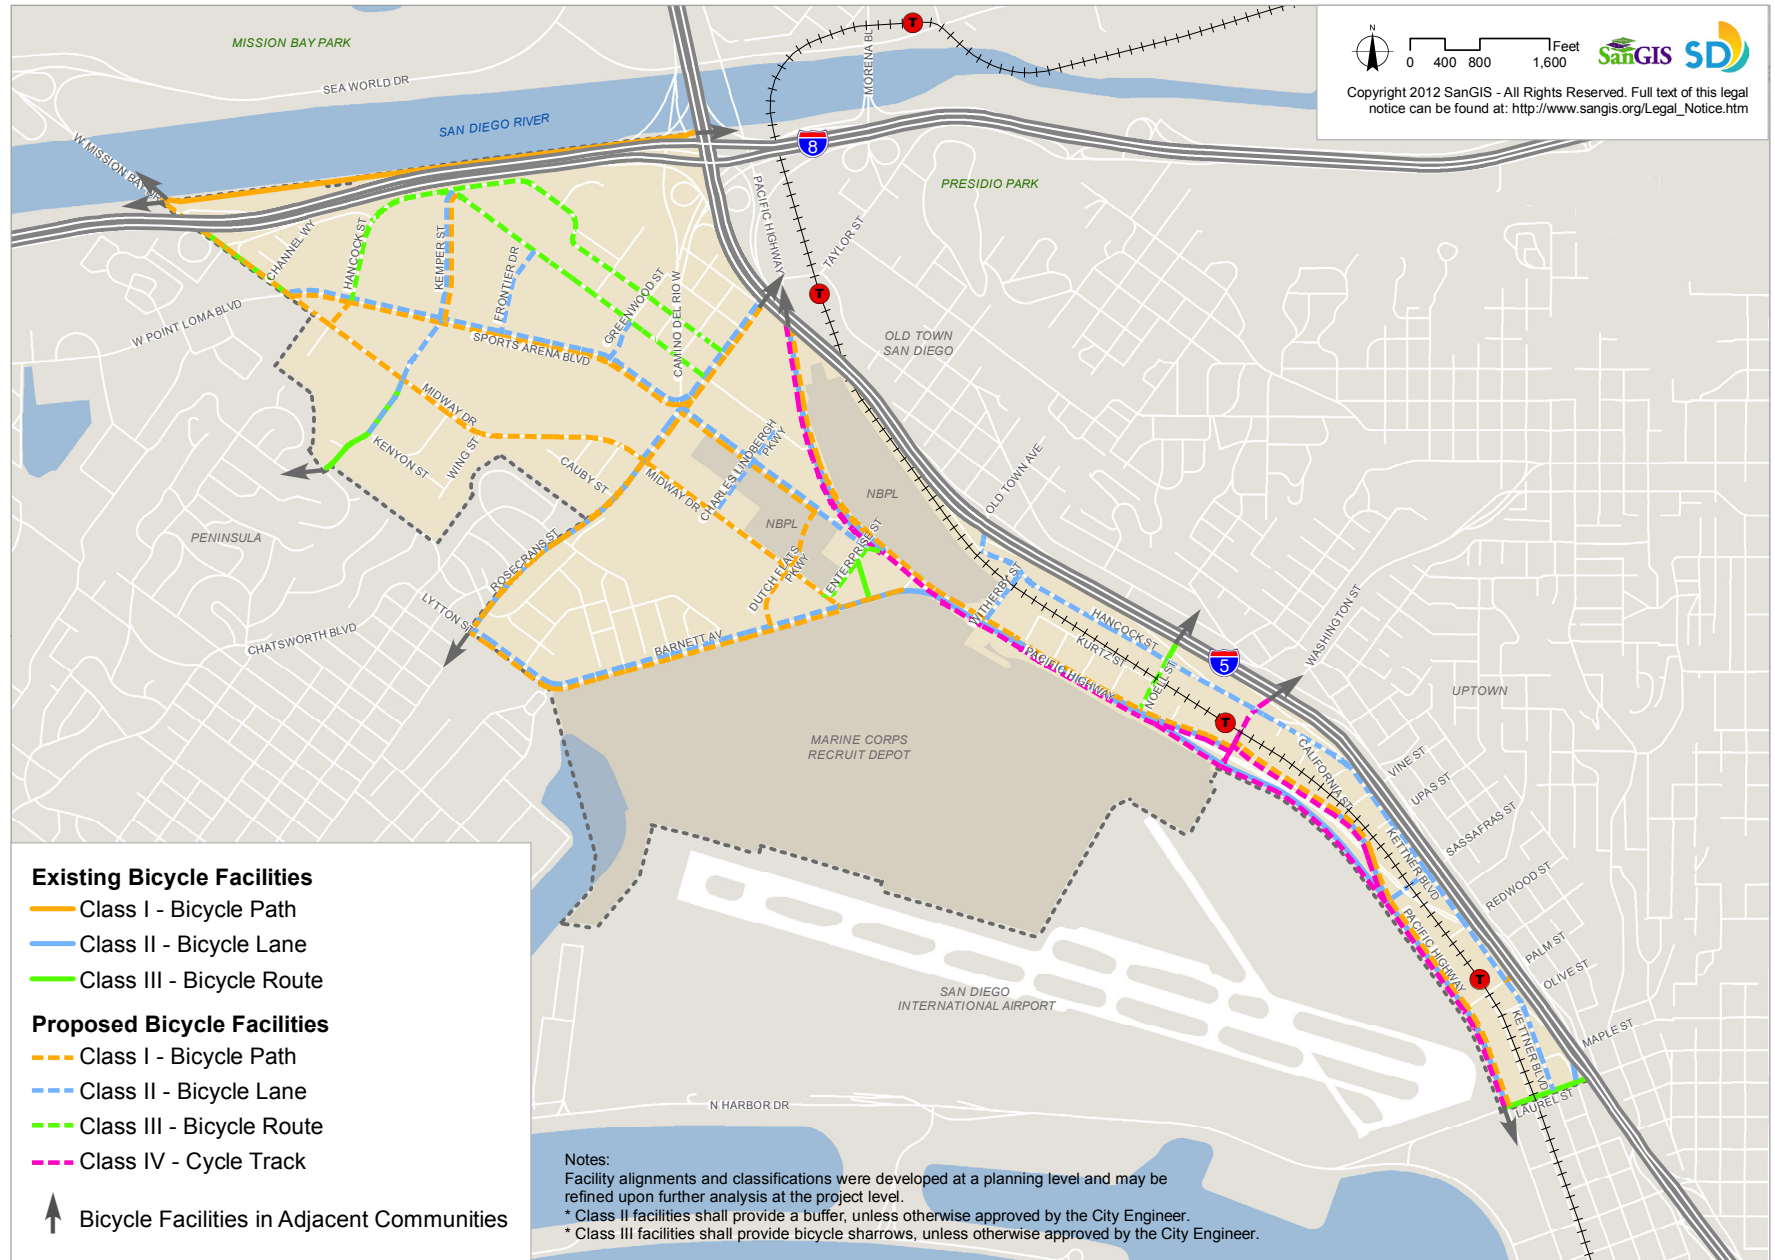 MISSION BAY PARK
SEA WORLD DR
SAN DIEGO RIVER
W MISSION BAY DR
MORENA BL
T
N
0 400 800 1,600
Feet
SanGIS
SD
Copyright 2012 SanGIS - All Rights Reserved. Full text of this legal
notice can be found at: http://www.sangis.org/Legal_Notice.htm
8
PRESIDIO PARK
PACIFIC HIGHWAY
TAYLOR ST
T
CHANNEL WY
HANCOCK ST
KEMPER ST
FRONTIER DR
GREENWOOD ST
CAMINO DEL RIO W
W POINT LOMA BLVD
SPORTS ARENA BLVD
OLD TOWN
SAN DIEGO
MIDWAY DR
KENYON ST
WING ST
CAUBY ST
MIDWAY DR
CHARLES LINDBERGH
PKWY
OLD TOWN AVE
NBPL
NBPL
PENINSULA
ROSECRANS ST
LYTTON ST
CHATSWORTH BLVD
DUTCH FLATS
PKWY
ENTERPRISE ST
BARNETT AV
WITHERBY ST
HANCOCK ST
KURTZ ST
PACIFIC HIGHWAY
NOELL ST
WASHINGTON ST
5
UPTOWN
T
MARINE CORPS
RECRUIT DEPOT
CALIFORNIA ST
VINE ST
UPAS ST
SASSAFRAS ST
KETTNER BLVD
REDWOOD ST
PACIFIC HIGHWAY
PALM ST
OLIVE ST
T
SAN DIEGO
INTERNATIONAL AIRPORT
KETTNER BLVD
MAPLE ST
LAUREL ST
N HARBOR DR
Existing Bicycle Facilities
Class I - Bicycle Path
Class II - Bicycle Lane
Class III - Bicycle Route
Proposed Bicycle Facilities
Class I - Bicycle Path
Class II - Bicycle Lane
Class III - Bicycle Route
Class IV - Cycle Track
Bicycle Facilities in Adjacent Communities
Notes:
Facility alignments and classifications were developed at a planning level and may be
refined upon further analysis at the project level.
* Class II facilities shall provide a buffer, unless otherwise approved by the City Engineer.
* Class III facilities shall provide bicycle sharrows, unless otherwise approved by the City Engineer.